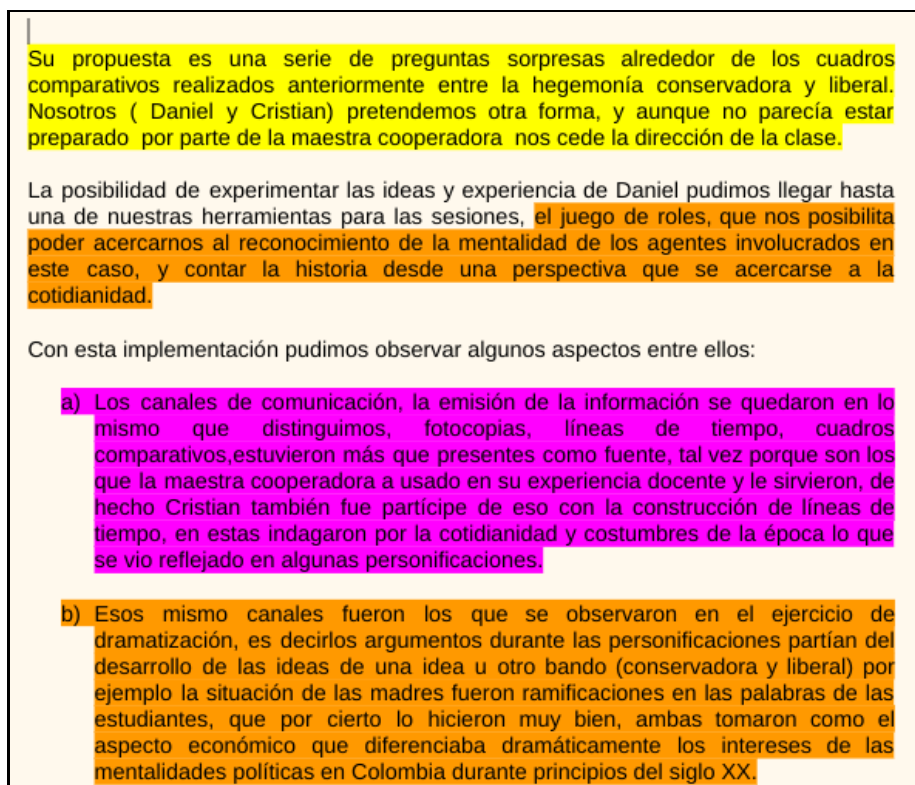 Su propuesta es una serie de preguntas sorpresas alrededor de los cuadros
comparativos realizados anteriormente entre la hegemonía conservadora y liberal.
Nosotros ( Daniel y Cristian) pretendemos otra forma, y aunque no parecía estar
preparado por parte de la maestra cooperadora nos cede la dirección de la clase.
La posibilidad de experimentar las ideas y experiencia de Daniel pudimos llegar hasta
una de nuestras herramientas para las sesiones, el juego de roles, que nos posibilita
poder acercarnos al reconocimiento de la mentalidad de los agentes involucrados en
este caso, y contar la historia desde una perspectiva que se acercarse a la
cotidianidad.
Con esta implementación pudimos observar algunos aspectos entre ellos:
a) Los canales de comunicación, la emisión de la información se quedaron en lo
mismo que distinguimos, fotocopias, líneas de tiempo, cuadros
comparativos,estuvieron más que presentes como fuente, tal vez porque son los
que la maestra cooperadora a usado en su experiencia docente y le sirvieron, de
hecho Cristian también fue partícipe de eso con la construcción de líneas de
tiempo, en estas indagaron por la cotidianidad y costumbres de la época lo que
se vio reflejado en algunas personificaciones.
b) Esos mismo canales fueron los que se observaron en el ejercicio de
dramatización, es decirlos argumentos durante las personificaciones partían del
desarrollo de las ideas de una idea u otro bando (conservadora y liberal) por
ejemplo la situación de las madres fueron ramificaciones en las palabras de las
estudiantes, que por cierto lo hicieron muy bien, ambas tomaron como el
aspecto económico que diferenciaba dramáticamente los intereses de las
mentalidades políticas en Colombia durante principios del siglo XX.